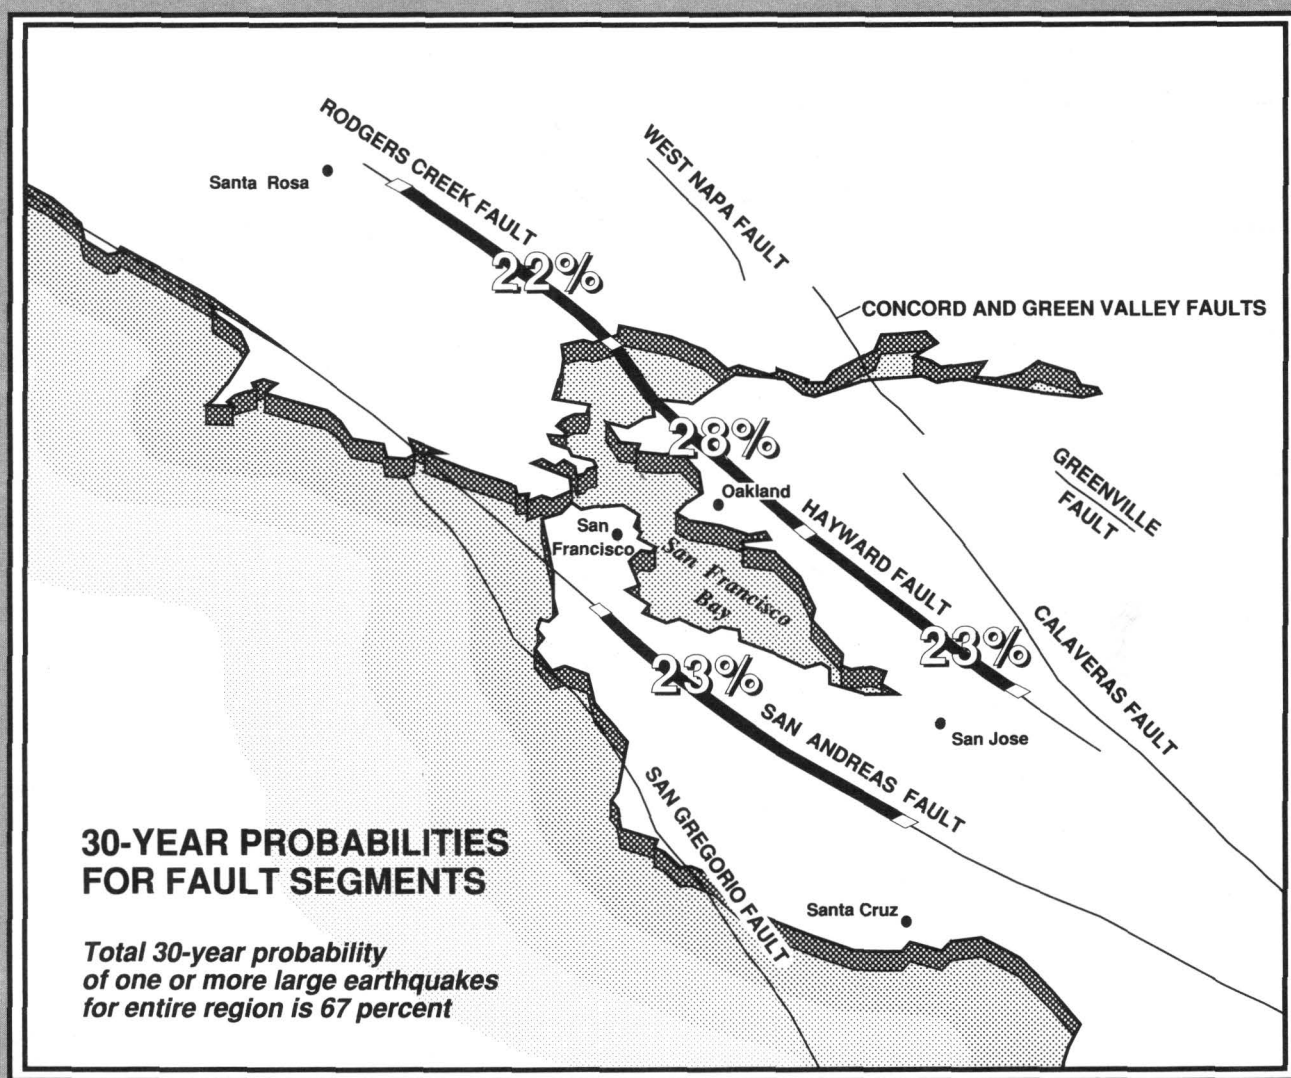 RODGERS CREEK FAULT
WEST NAPA FAULT
Santa Rosa
22%
CONCORD AND GREEN VALLEY FAULTS
28%
Oakland
GREENVILLE
FAULT
San
Francisco
San Francisco
Bay
HAYWARD FAULT
23%
CALAVERAS FAULT
23%
SAN ANDREAS FAULT
San Jose
SAN GREGORIO FAULT
Santa Cruz
30-YEAR PROBABILITIES
FOR FAULT SEGMENTS
Total 30-year probability
of one or more large earthquakes
for entire region is 67 percent